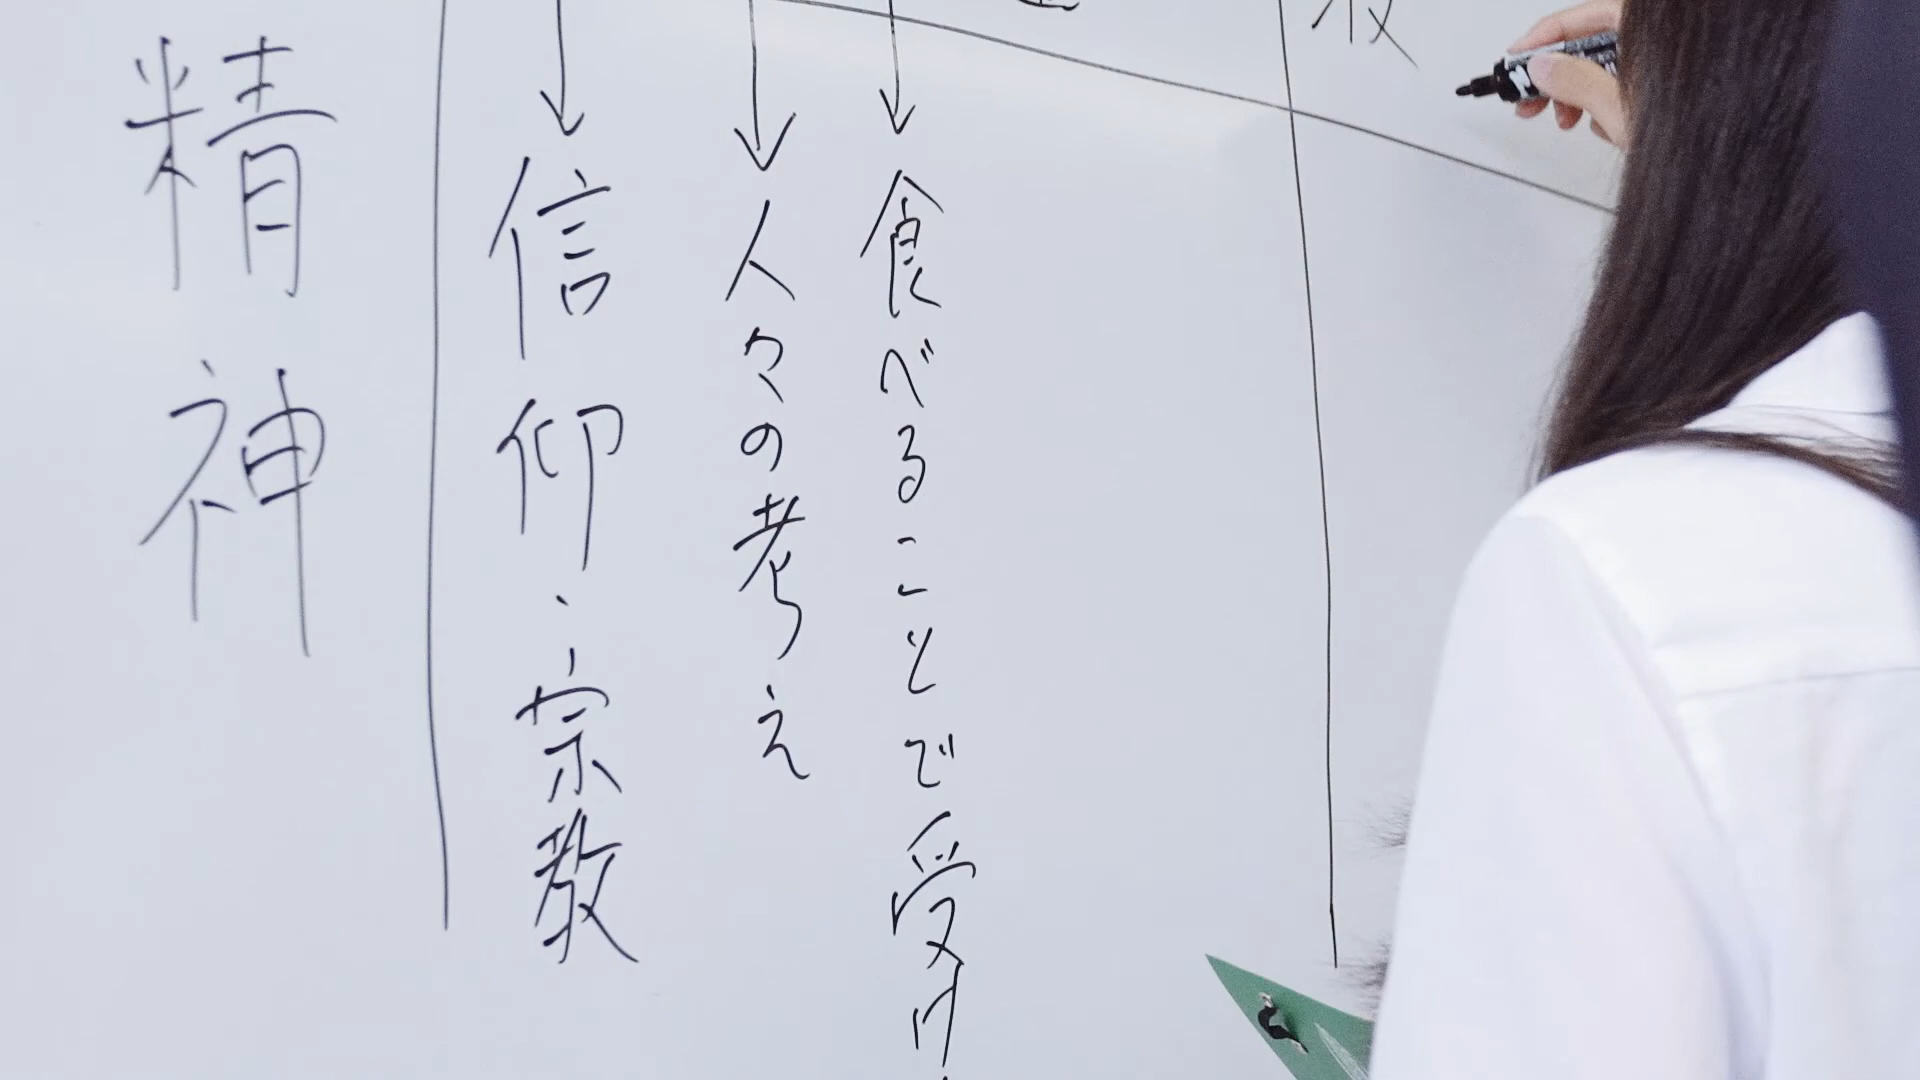 食べることで受け
人々の考え
信仰・宗教
精神